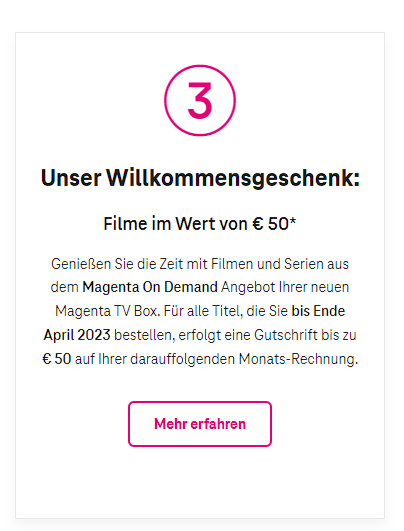 3
Unser Willkommensgeschenk:
Filme im Wert von € 50*
Genießen Sie die Zeit mit Filmen und Serien aus
dem Magenta On Demand Angebot Ihrer neuen
Magenta TV Box. Für alle Titel, die Sie bis Ende
April 2023 bestellen, erfolgt eine Gutschrift bis zu
€ 50 auf Ihrer darauffolgenden Monats-Rechnung.
Mehr erfahren